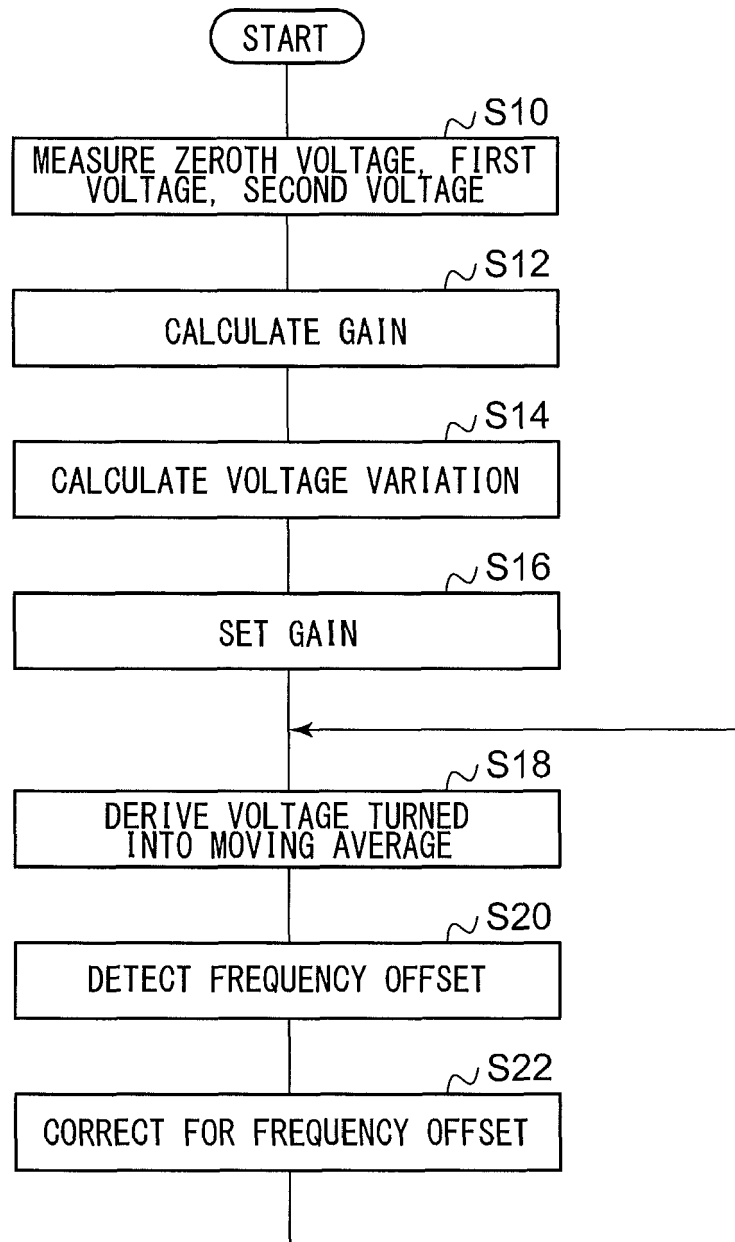 START
S10
MEASURE ZEROTH VOLTAGE, FIRST
VOLTAGE, SECOND VOLTAGE
S12
CALCULATE GAIN
S14
CALCULATE VOLTAGE VARIATION
S16
SET GAIN
S18
DERIVE VOLTAGE TURNED
INTO MOVING AVERAGE
S20
DETECT FREQUENCY OFFSET
S22
CORRECT FOR FREQUENCY OFFSET